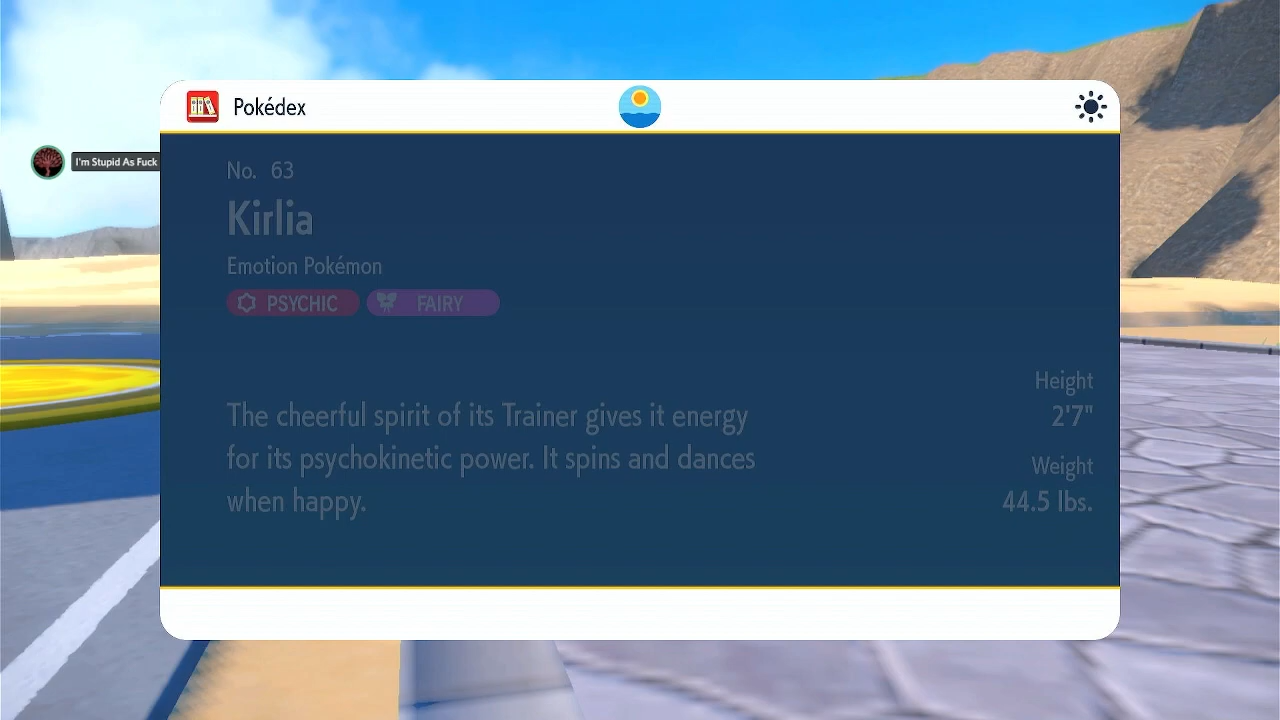 Pokédex
I'm Stupid As Fuck
No. 63
Kirlia
Emotion Pokémon
PSYCHIC FAIRY
The cheerful spirit of its Trainer gives it energy
for its psychokinetic power. It spins and dances
when happy.
Height
2'7"
Weight
44.5 lbs.